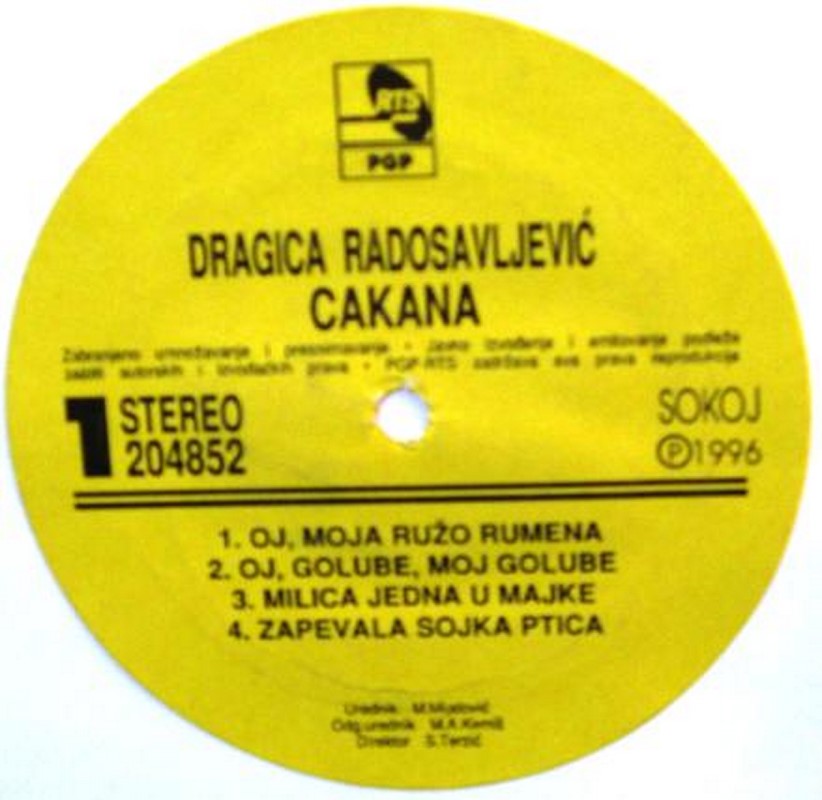 RTS
PGP
DRAGICA RADOSAVLJEVIĆ
CAKANA
Zabranjeno umnožavanje i presnimavanje • Javno izvođenje i emitovanje podleže
zaštiti autorskih i izvođačkih prava • PGP-RTS zadržava sva prava reprodukcije
1 STEREO
204852
SOKOJ
Ⓟ1996
1. OJ, MOJA RUŽO RUMENA
2. OJ, GOLUBE, MOJ GOLUBE
3. MILICA JEDNA U MAJKE
4. ZAPEVALA SOJKA PTICA
Urednik M.
Odg.urednik M.A.
Direktor S.Terzić